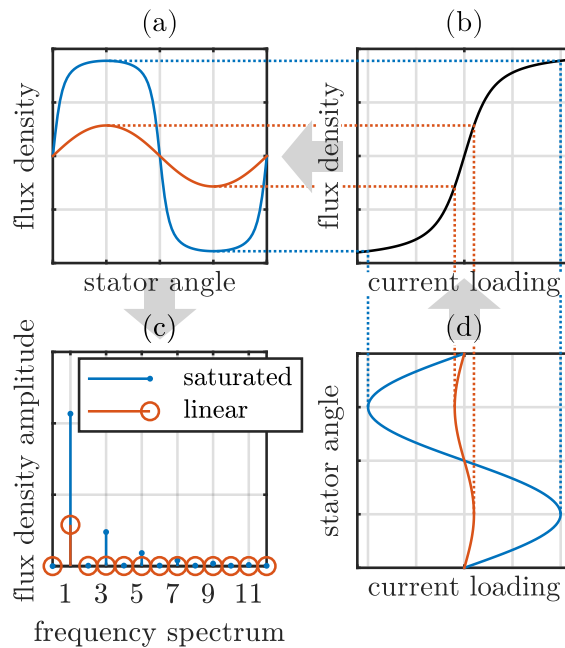 (a)
(b)
flux density
flux density
stator angle
current loading
(c)
(d)
flux density amplitude
saturated
linear
stator angle
1 3 5 7 9 11
frequency spectrum
current loading